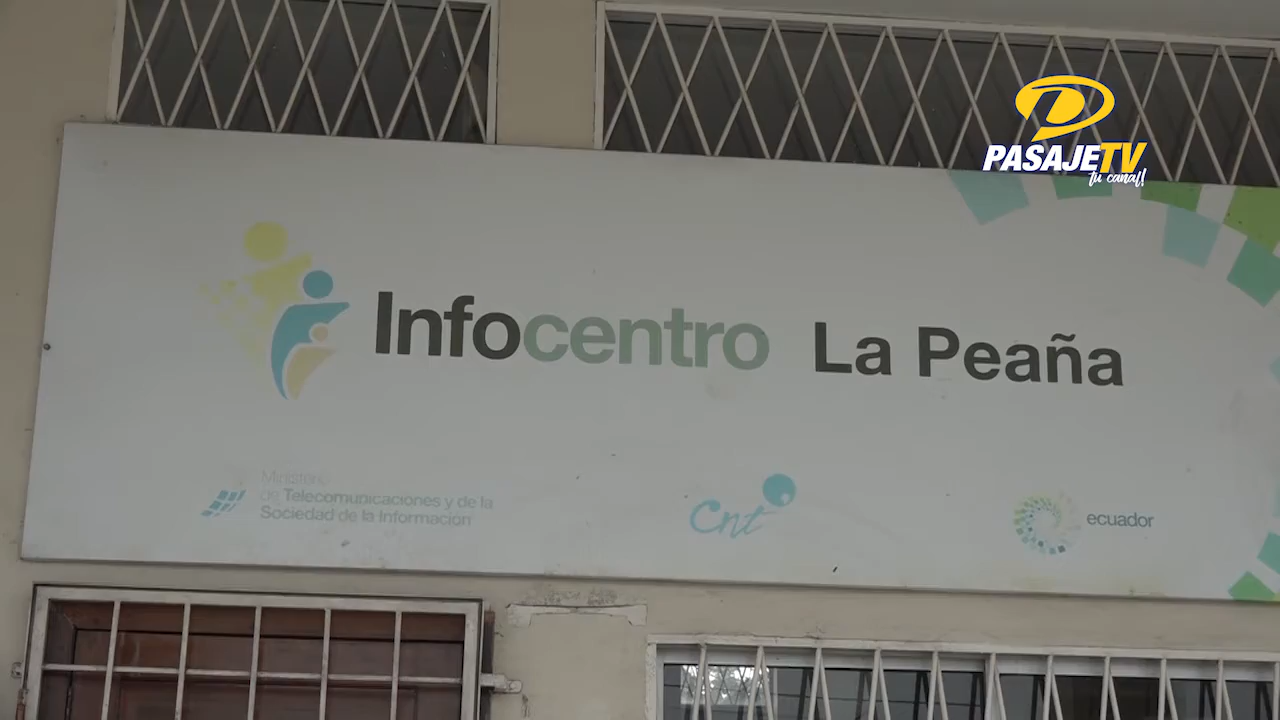 PASAJETV
tu canal!
Infocentro La Peaña
Ministerio
de Telecomunicaciones y de la
Sociedad de la Información
cnt
ecuador